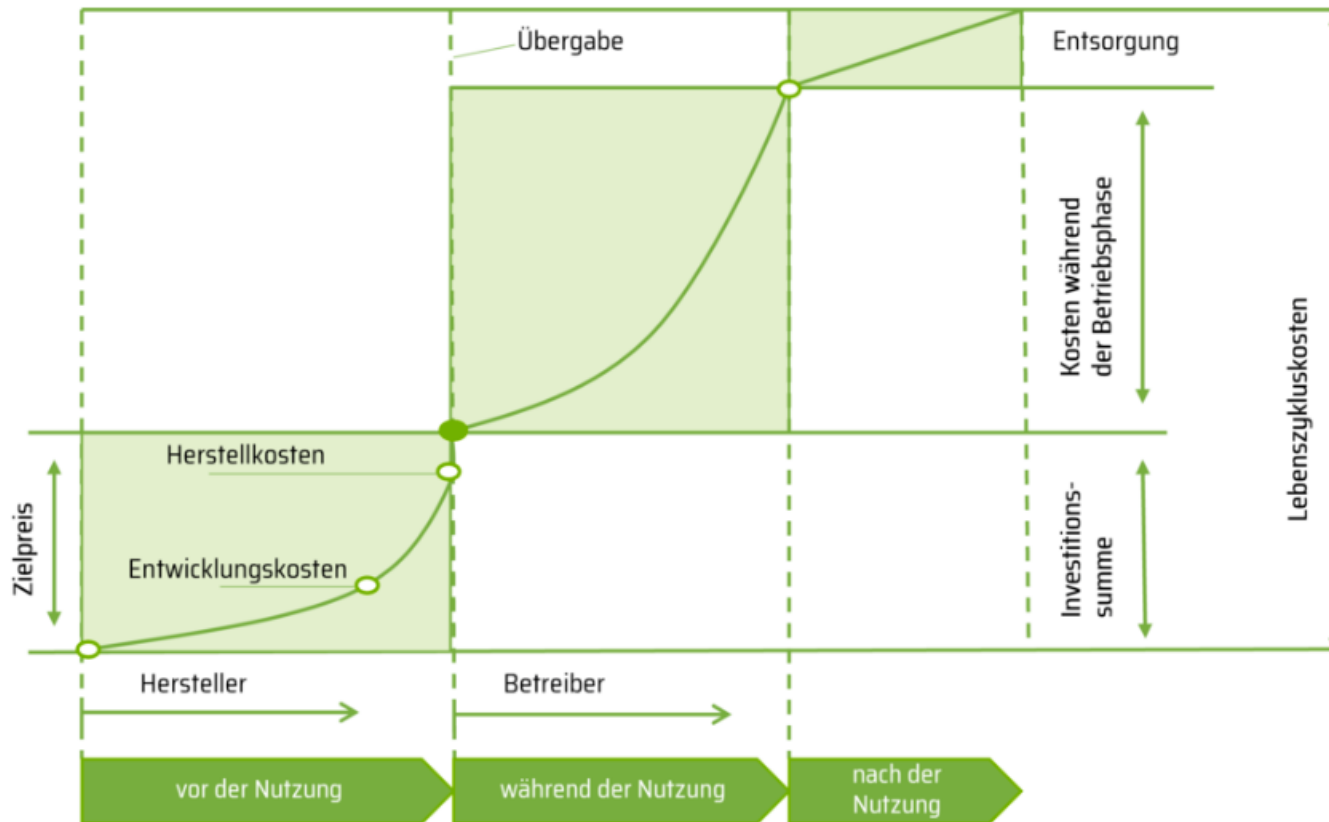 Übergabe
Entsorgung
Kosten während
der Betriebsphase
Lebenszykluskosten
Herstellkosten
Zielpreis
Entwicklungskosten
Investitions-
summe
Hersteller
Betreiber
vor der Nutzung
während der Nutzung
nach der
Nutzung